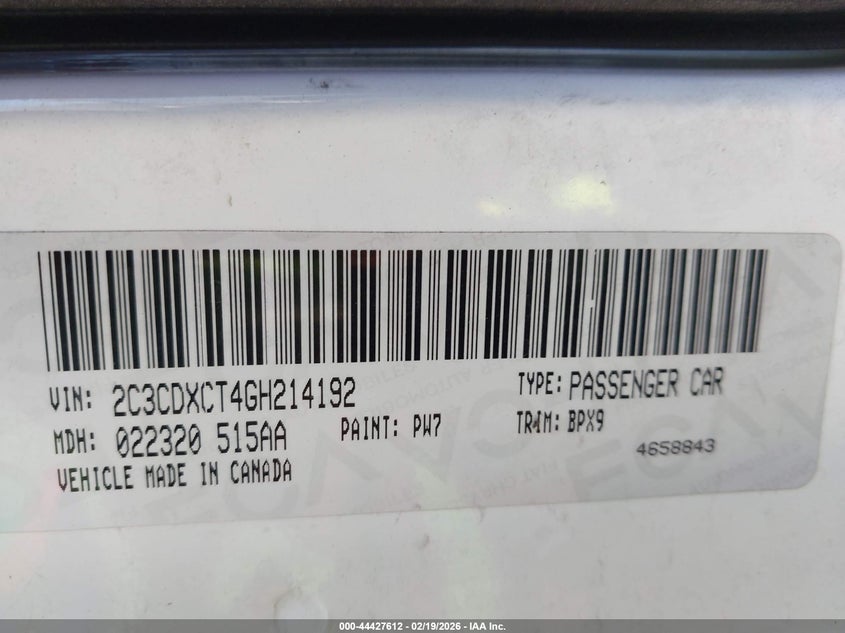 VIN: 2C3CDXCT4GH214192
TYPE: PASSENGER CAR
MDH: 022320 515AA
PAINT: PW7
TRIM: BPX9
4658843
VEHICLE MADE IN CANADA
000-44427612 - 02/19/2026 - IAA Inc.